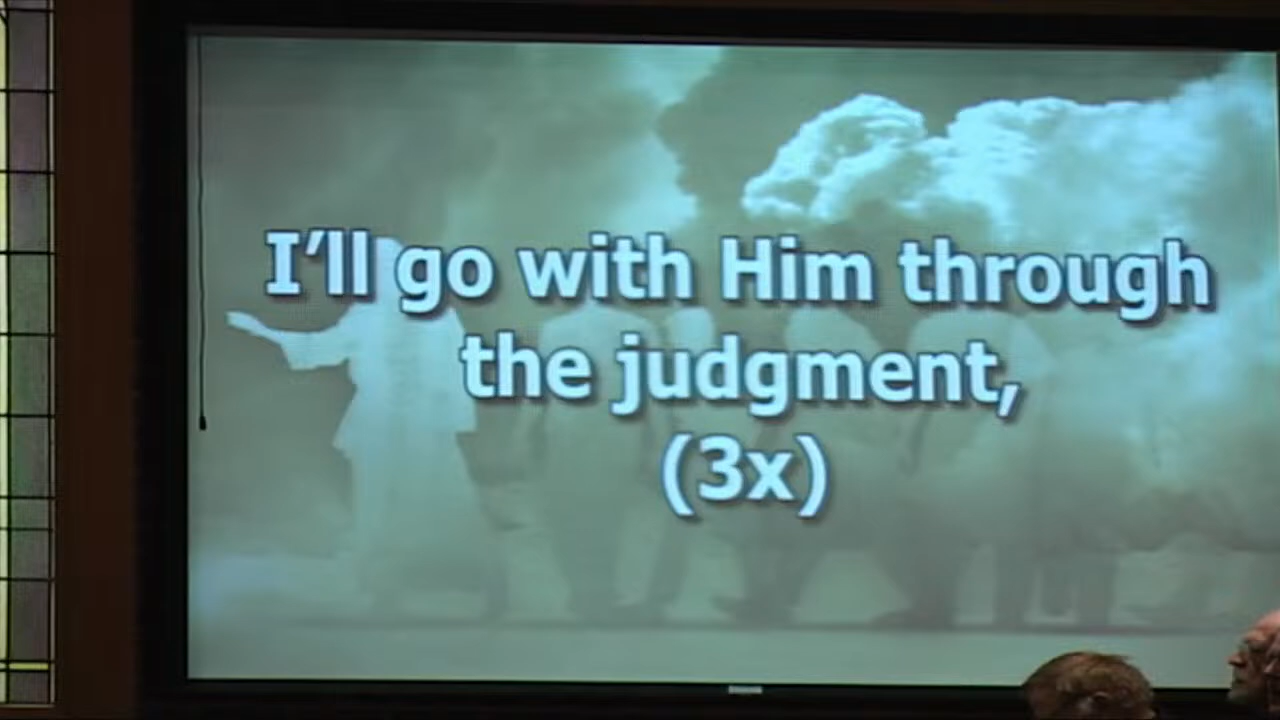 I’ll go with Him through
the judgment,
(3x)